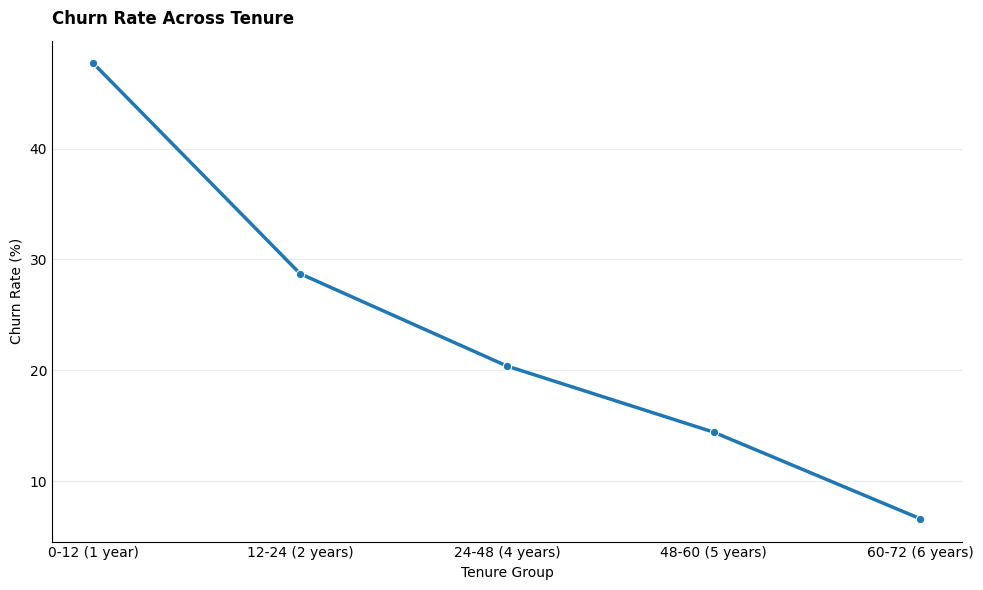 Churn Rate Across Tenure
Churn Rate (%)
40
30
20
10
0-12 (1 year) 12-24 (2 years) 24-48 (4 years) 48-60 (5 years) 60-72 (6 years)
Tenure Group